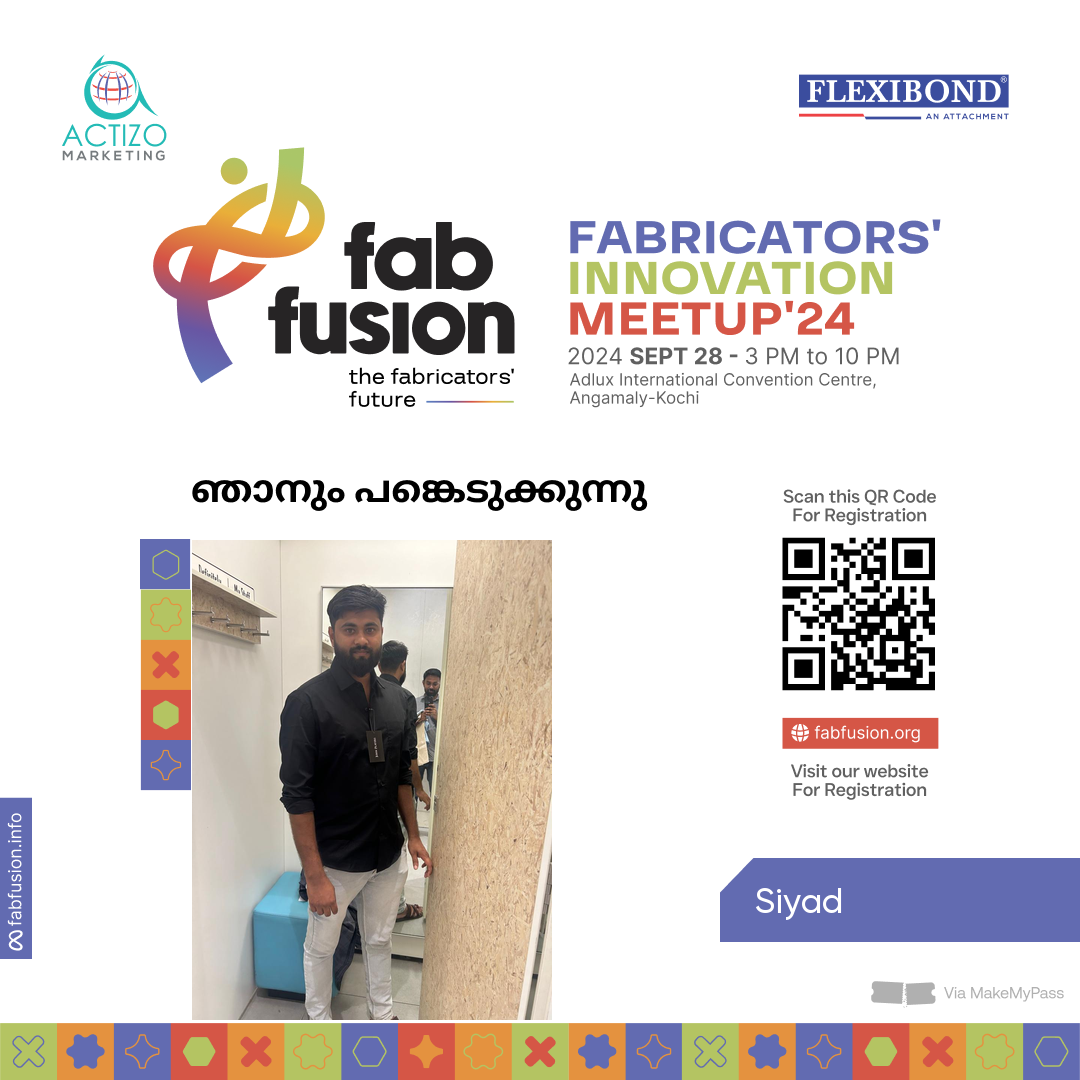 ACTIZO
MARKETING
FLEXIBOND®
AN ATTACHMENT
fab
fusion
the fabricators'
future
FABRICATORS'
INNOVATION
MEETUP'24
2024 SEPT 28 - 3 PM to 10 PM
Adlux International Convention Centre,
Angamaly-Kochi
ഞാനും പങ്കെടുക്കുന്നു
Scan this QR Code
For Registration
fabfusion.org
Visit our website
For Registration
fabfusion.info
Siyad
Via MakeMyPass